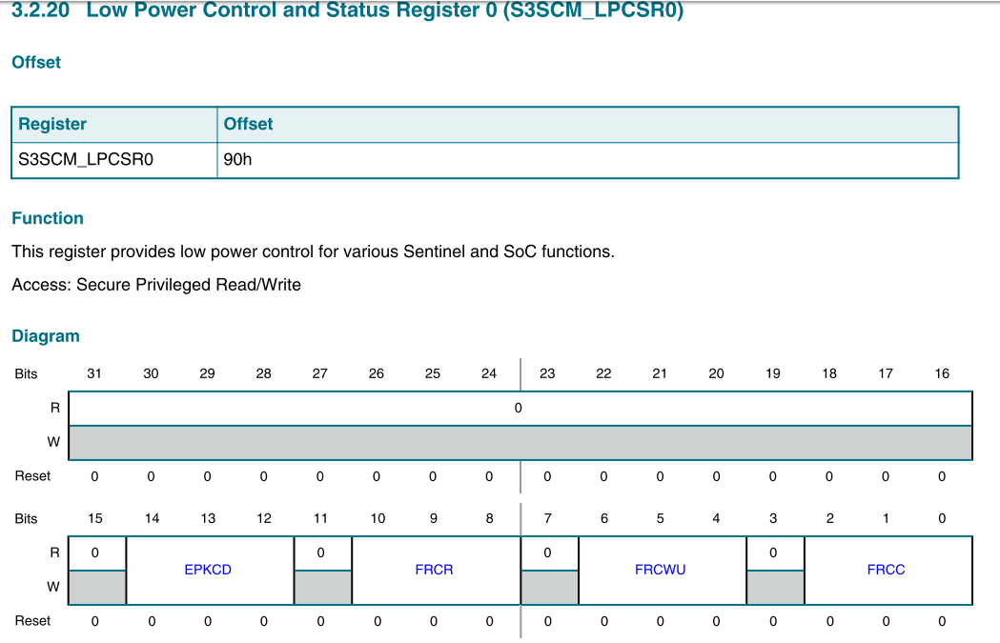 3.2.20 Low Power Control and Status Register 0 (S3SCM_LPCSR0)
Offset
Register Offset
S3SCM_LPCSR0 90h
Function
This register provides low power control for various Sentinel and SoC functions.
Access: Secure Privileged Read/Write
Diagram
Bits 31 30 29 28 27 26 25 24 23 22 21 20 19 18 17 16
R 0
W
Reset 0 0 0 0 0 0 0 0 0 0 0 0 0 0 0 0
Bits 15 14 13 12 11 10 9 8 7 6 5 4 3 2 1 0
R 0 0 0 0
EPKCD FRCR FRCWU FRCC
W
Reset 0 0 0 0 0 0 0 0 0 0 0 0 0 0 0 0